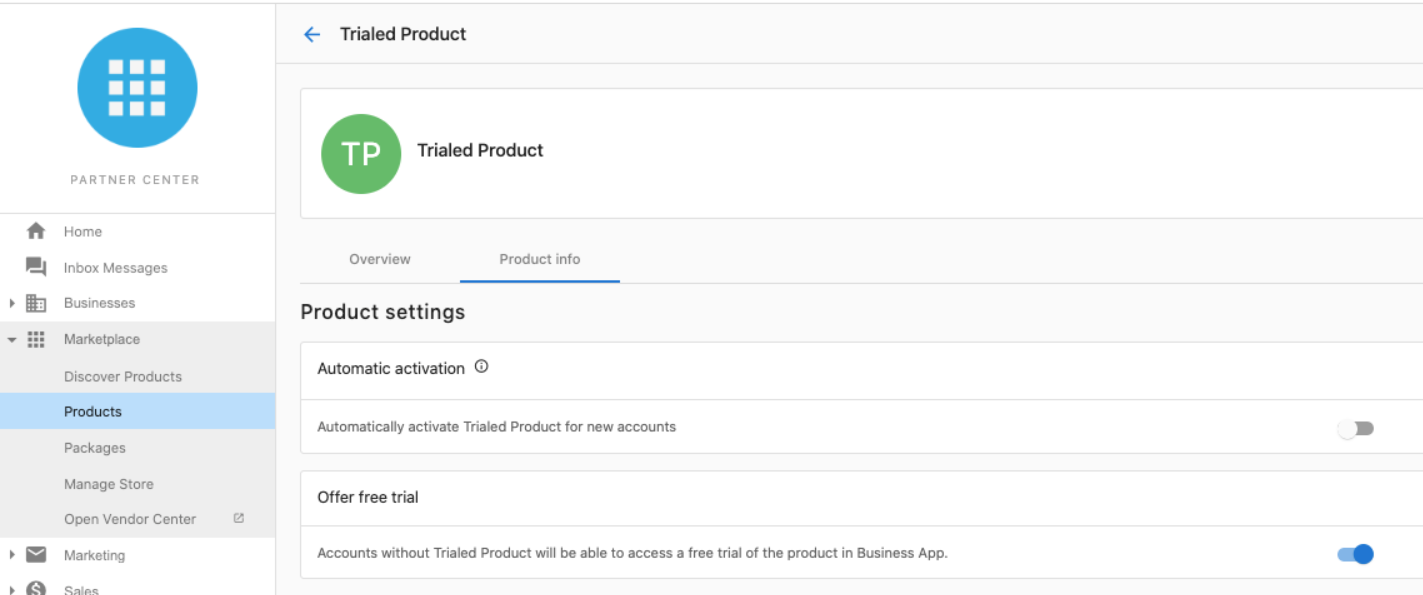 Trialed Product
TP
Trialed Product
PARTNER CENTER
Home
Inbox Messages
Businesses
Marketplace
Discover Products
Products
Packages
Manage Store
Open Vendor Center
Marketing
Sales
Overview
Product info
Product settings
Automatic activation
Automatically activate Trialed Product for new accounts
Offer free trial
Accounts without Trialed Product will be able to access a free trial of the product in Business App.